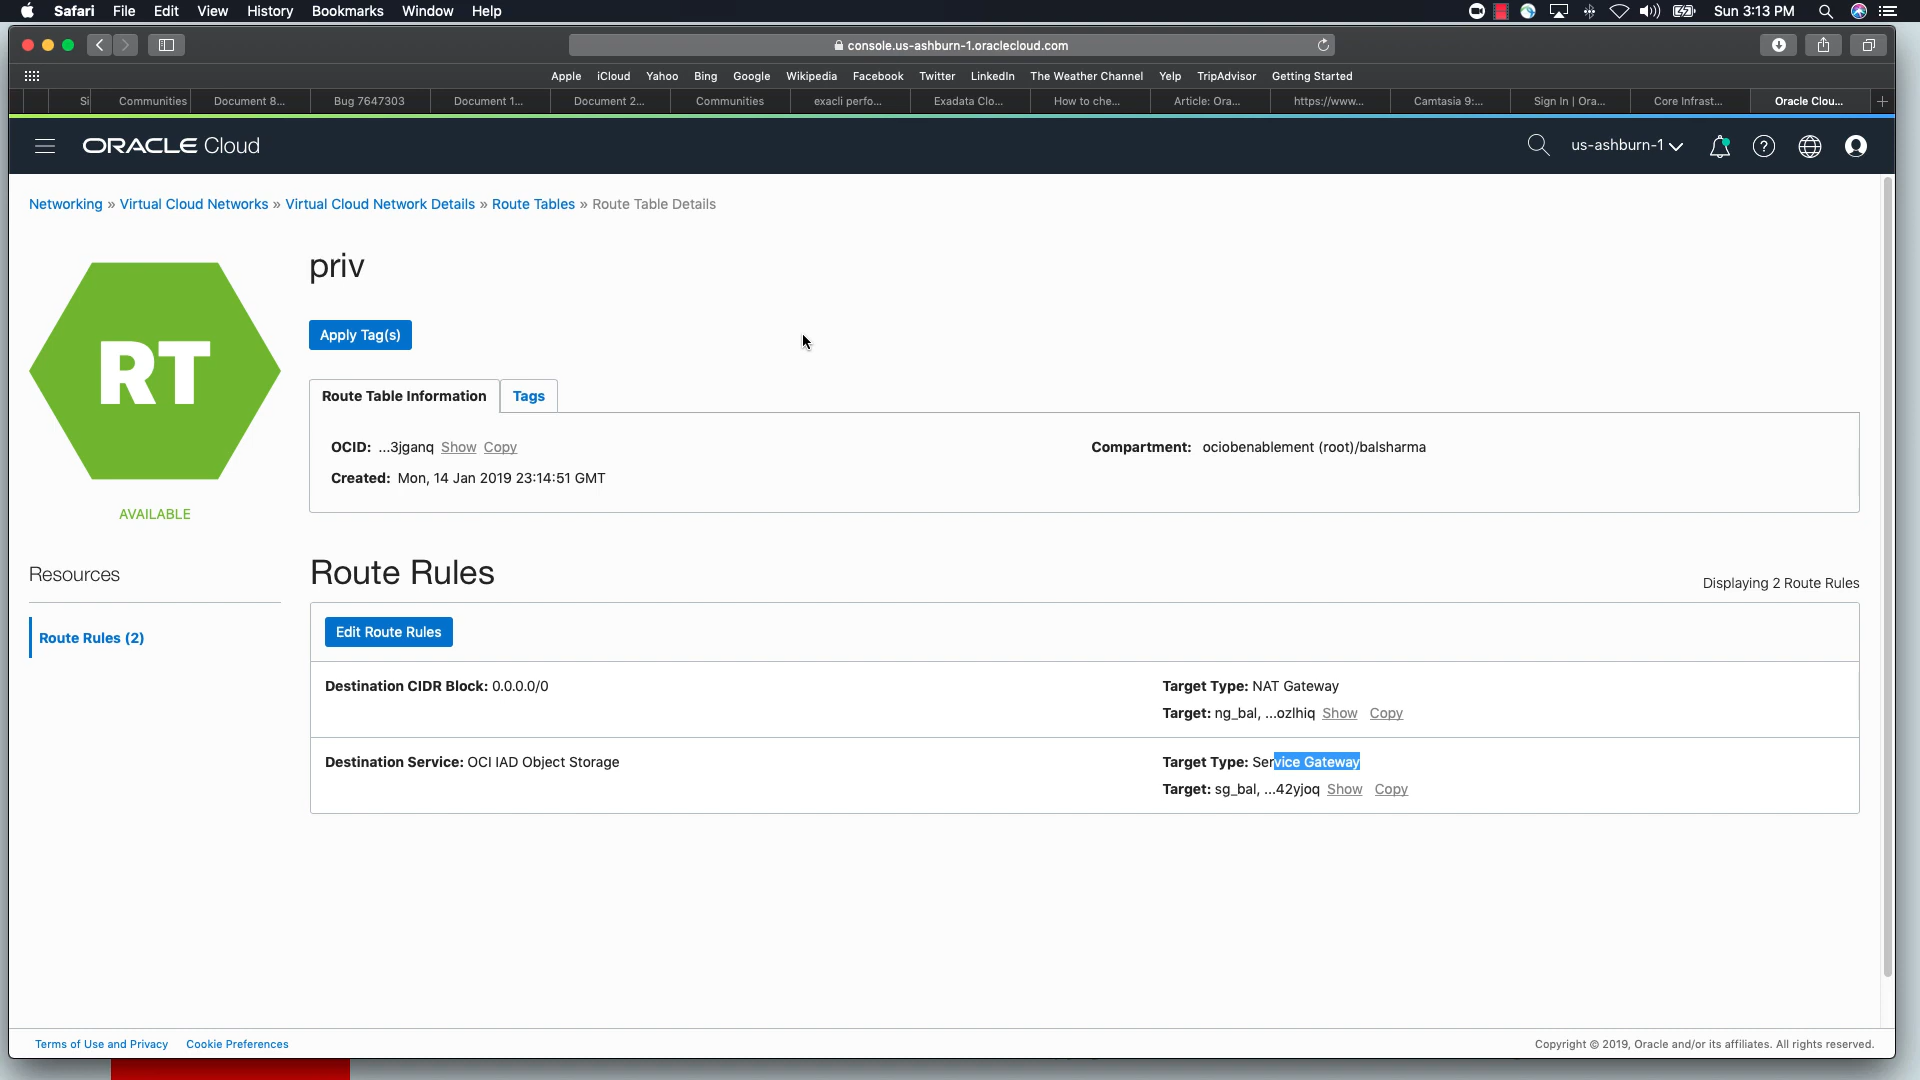 Safari File Edit View History Bookmarks Window Help Sun 3:13 PM
console.us-ashburn-1.oraclecloud.com
Apple iCloud Yahoo Bing Google Wikipedia Facebook Twitter LinkedIn The Weather Channel Yelp TripAdvisor Getting Started
Si Communities Document 8... Bug 7647303 Document 1... Document 2... Communities exacli perfo... Exadata Clo... How to che... Article: Ora... https://www... Camtasia 9:... Sign In | Ora... Core Infrast... Oracle Clou...
ORACLE Cloud us-ashburn-1
Networking » Virtual Cloud Networks » Virtual Cloud Network Details » Route Tables » Route Table Details
priv
Apply Tag(s)
RT
AVAILABLE
Route Table Information Tags
OCID: ...3jganq Show Copy Compartment: ociobenablement (root)/balsharma
Created: Mon, 14 Jan 2019 23:14:51 GMT
Resources
Route Rules (2)
Route Rules
Displaying 2 Route Rules
Edit Route Rules
Destination CIDR Block: 0.0.0.0/0 Target Type: NAT Gateway
Target: ng_bal, ...ozlhiq Show Copy
Destination Service: OCI IAD Object Storage Target Type: Service Gateway
Target: sg_bal, ...42yjoq Show Copy
Terms of Use and Privacy Cookie Preferences Copyright © 2019, Oracle and/or its affiliates. All rights reserved.